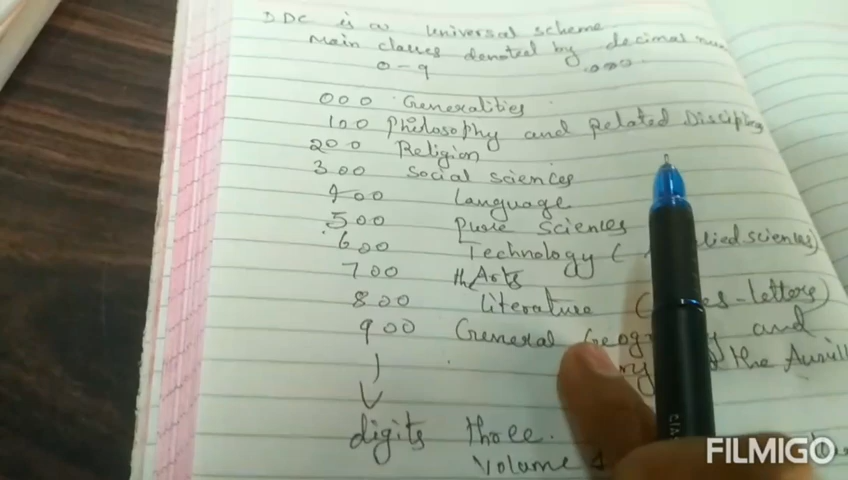 DDC is a universal scheme
Main classes denoted by decimal
0-9 .000.
000 Generalities
100 Philosophy and Related
200 Religion
300 Social sciences
400 Language
500 Pure Sciences
600 Technology (
700 the Arts
800 Literature (
900 General and
the
digits three.
Volume 4
FILMIGO